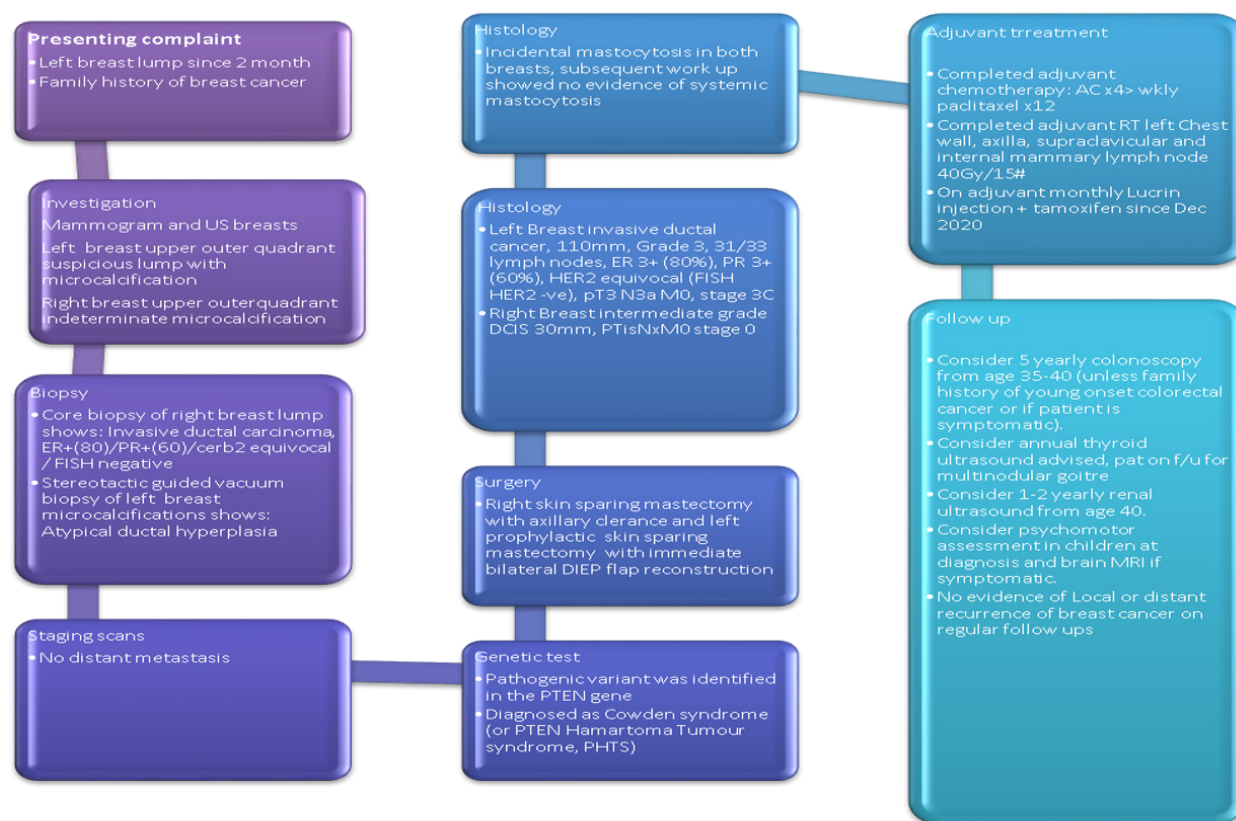 Presenting complaint
• Left breast lump since 2 month
• Family history of breast cancer
Investigation
Mammogram and US breasts
Left breast upper outer quadrant
suspicious lump with
microcalcification
Right breast upper outerquadrant
indeterminate microcalcification
Biopsy
• Core biopsy of right breast lump
shows: Invasive ductal carcinoma,
ER+(80)/PR+(60)/cerb2 equivocal
/ FISH negative
• Stereotactic guided vacuum
biopsy of left breast
microcalcifications shows:
Atypical ductal hyperplasia
Staging scans
• No distant metastasis
Genetic test
• Pathogenic variant was identified
in the PTEN gene
• Diagnosed as Cowden syndrome
(or PTEN Hamartoma Tumour
syndrome, PHTS)
Surgery
• Right skin sparing mastectomy
with axillary clerance and left
prophylactic skin sparing
mastectomy with immediate
bilateral DIEP flap reconstruction
Histology
• Left Breast invasive ductal
cancer, 110mm, Grade 3, 31/33
lymph nodes, ER 3+ (80%), PR 3+
(60%), HER2 equivocal (FISH
HER2 -ve), pT3 N3a M0, stage 3C
• Right Breast intermediate grade
DCIS 30mm, PTisNxM0 stage 0
Histology
• Incidental mastocytosis in both
breasts, subsequent work up
showed no evidence of systemic
mastocytosis
Adjuvant trreatment
• Completed adjuvant
chemotherapy: AC x4> wkly
paclitaxel x12
• Completed adjuvant RT left Chest
wall, axilla, supraclavicular and
internal mammary lymph node
40Gy/15#
• On adjuvant monthly Lucrin
injection + tamoxifen since Dec
2020
Follow up
• Consider 5 yearly colonoscopy
from age 35-40 (unless family
history of young onset colorectal
cancer or if patient is
symptomatic).
• Consider annual thyroid
ultrasound advised, pat on f/u for
multinodular goitre
• Consider 1-2 yearly renal
ultrasound from age 40.
• Consider psychomotor
assessment in children at
diagnosis and brain MRI if
symptomatic.
• No evidence of Local or distant
recurrence of breast cancer on
regular follow ups